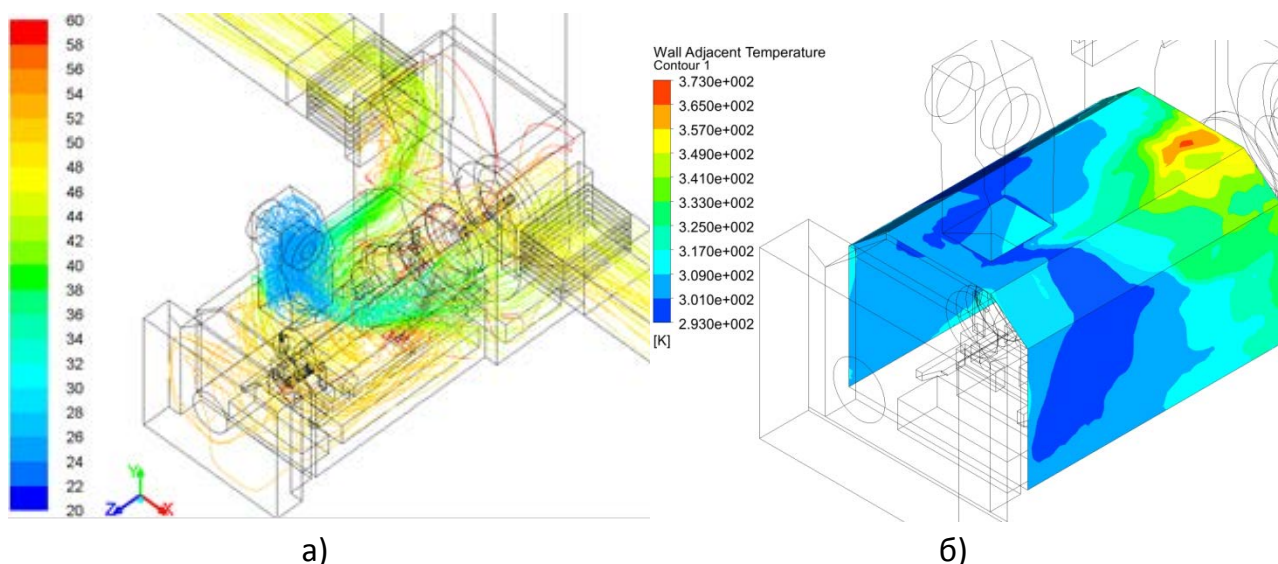 60
58
56
54
52
50
48
46
44
42
40
38
36
34
32
30
28
26
24
22
20
Y
Z
X
а)
Wall Adjacent Temperature
Contour 1
3.730e+002
3.650e+002
3.570e+002
3.490e+002
3.410e+002
3.330e+002
3.250e+002
3.170e+002
3.090e+002
3.010e+002
2.930e+002
[K]
б)